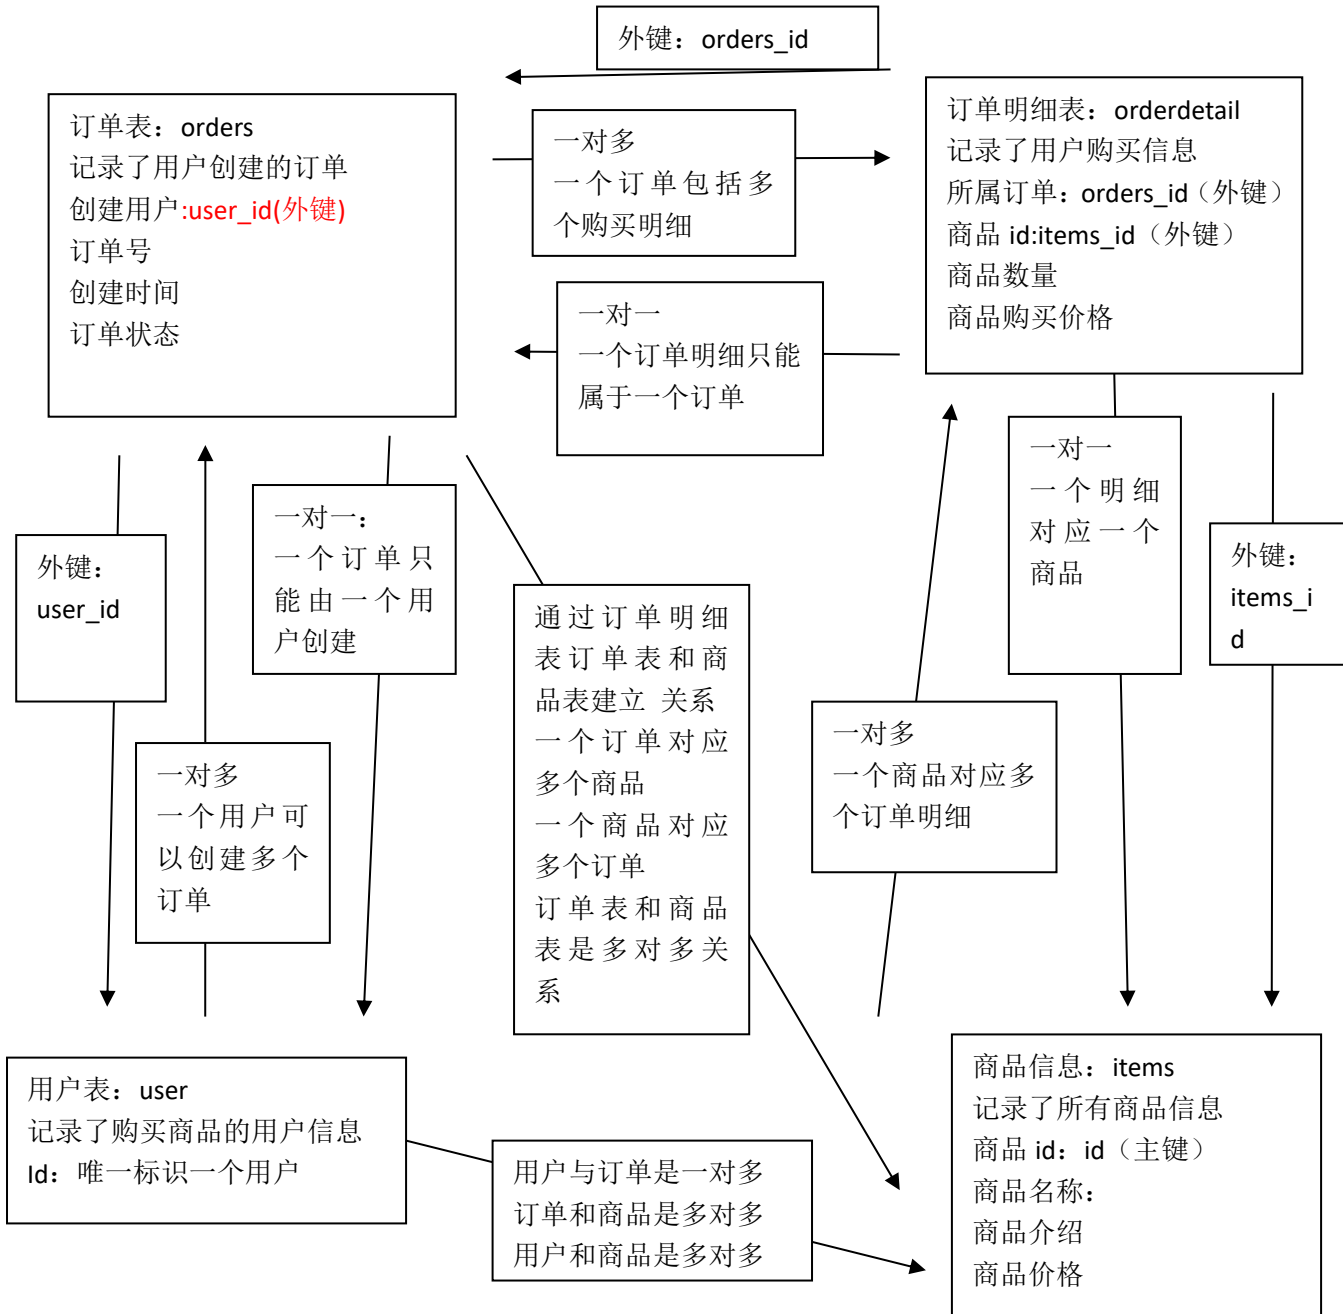 外键：orders_id
订单表：orders
记录了用户创建的订单
创建用户:user_id(外键)
订单号
创建时间
订单状态
一对多
一个订单包括多
个购买明细
订单明细表：orderdetail
记录了用户购买信息
所属订单：orders_id（外键）
商品 id:items_id（外键）
商品数量
商品购买价格
一对一
一个订单明细只能
属于一个订单
外键：
user_id
一对一：
一个订单只
能由一个用
户创建
一对多
一个用户可
以创建多个
订单
通过订单明细
表订单表和商
品表建立 关系
一个订单对应
多个商品
一个商品对应
多个订单
订单表和商品
表是多对多关
系
一对多
一个商品对应多
个订单明细
一对一
一个明细
对应一个
商品
外键：
items_i
d
用户表：user
记录了购买商品的用户信息
Id：唯一标识一个用户
用户与订单是一对多
订单和商品是多对多
用户和商品是多对多
商品信息：items
记录了所有商品信息
商品 id：id（主键）
商品名称：
商品介绍
商品价格